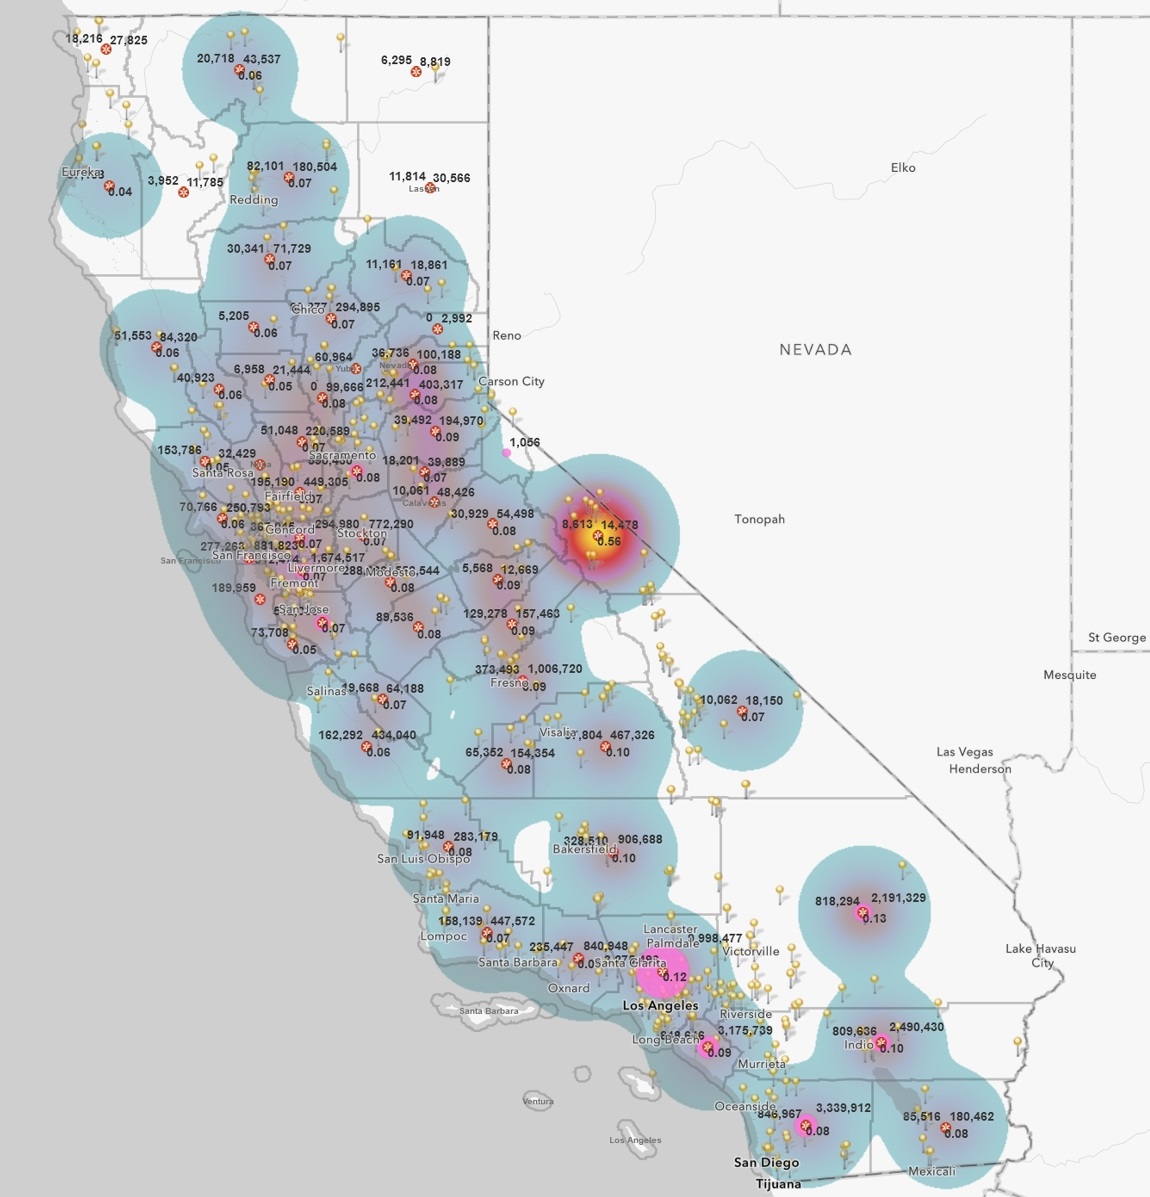 18,216 27,825
20,718 43,537
0.06
6,295 8,819
Eureka
0.04
3,952 11,785
82,101 180,504
0.07
Redding
11,814 30,566
Lassen
Elko
30,341 71,729
0.07
11,161 18,861
0.07
294,895
Chico
0.07
5,205
0.06
0 2,992
Reno
51,553 84,320
0.06
NEVADA
60,964
Yub
36,736 100,188
Nevad
0.08
6,958 21,444
0.05
40,923
0.06
0 99,666
0.08
212,441 403,317
0.08
Carson City
39,492 194,970
0.09
51,048 220,589
0.07
Sacramento
0.08
1,056
153,786 32,429
0.05
Santa Rosa
18,201 39,889
0.07
195,190 449,305
Fairfield
10,061 48,426
Calaveras
70,766 250,793
0.06
30,929 54,498
0.08
8,613 14,478
0.56
Tonopah
294,980 772,290
Concord
0.07
Stockton
0.07
277,263 881,823
San Francisco
San Francisco
1,674,517
Livermore
0.07
Modesto
0.08
Fremont
5,568 12,669
0.09
189,959
San Jose
0.07
89,536
0.08
129,278 157,463
0.09
73,708
0.05
St George
373,493 1,006,720
Fresno
0.09
Mesquite
Salinas
19,668 64,188
0.07
10,062 18,150
0.07
162,292 434,040
0.06
Visalia
467,326
0.10
65,352 154,354
0.08
Las Vegas
Henderson
91,948 283,179
0.08
San Luis Obispo
328,510 906,688
Bakersfield
0.10
Santa Maria
818,294 2,191,329
0.13
158,139 447,572
0.07
Lompoc
Lancaster
Palmdale
9,998,477
Victorville
Lake Havasu
City
235,447 840,948
Santa Barbara
Santa Clarita
0.12
Oxnard
Los Angeles
Santa Barbara
Riverside
Long Beach
3,175,739
0.09
809,636 2,490,430
Indio
0.10
Murrieta
Ventura
Oceanside
846,967 3,339,912
0.08
85,516 180,462
0.08
Los Angeles
San Diego
Mexicali
Tijuana